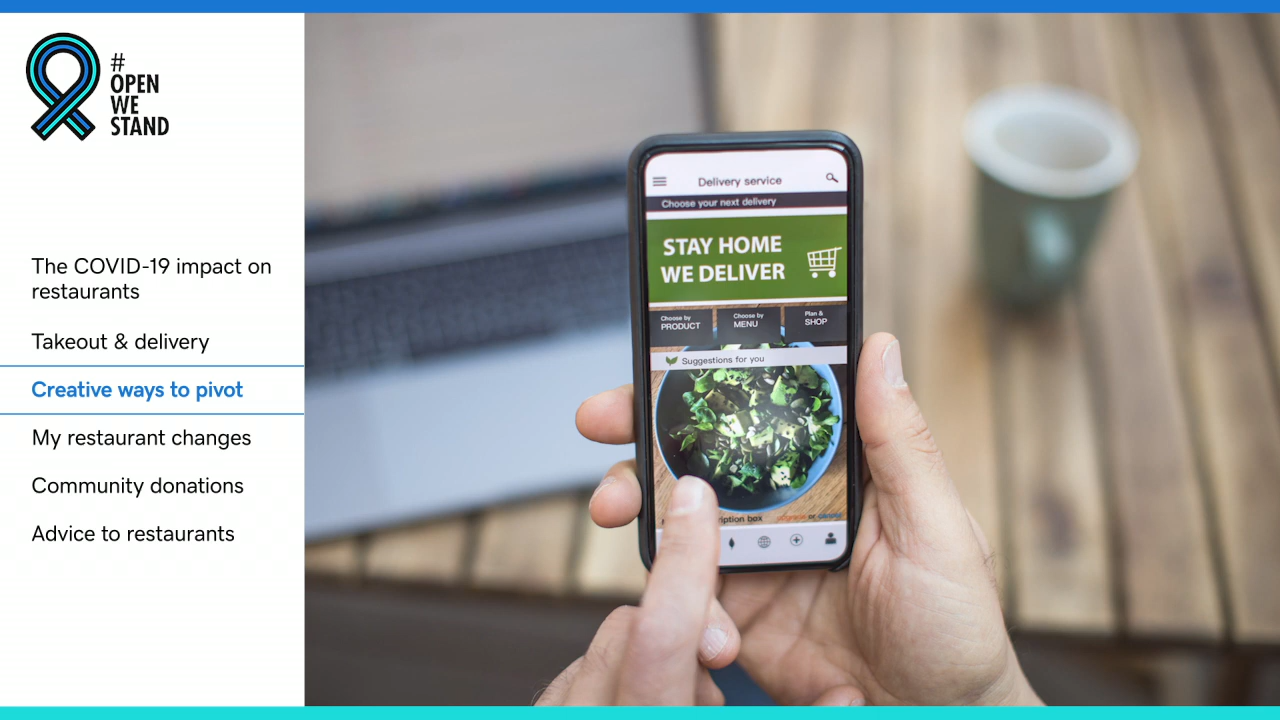 #
OPEN
WE
STAND
The COVID-19 impact on
restaurants
Takeout & delivery
Creative ways to pivot
My restaurant changes
Community donations
Advice to restaurants
Delivery service
Choose your next delivery
STAY HOME
WE DELIVER
Choose by
PRODUCT
Choose by
MENU
Plan &
SHOP
Suggestions for you
box
or